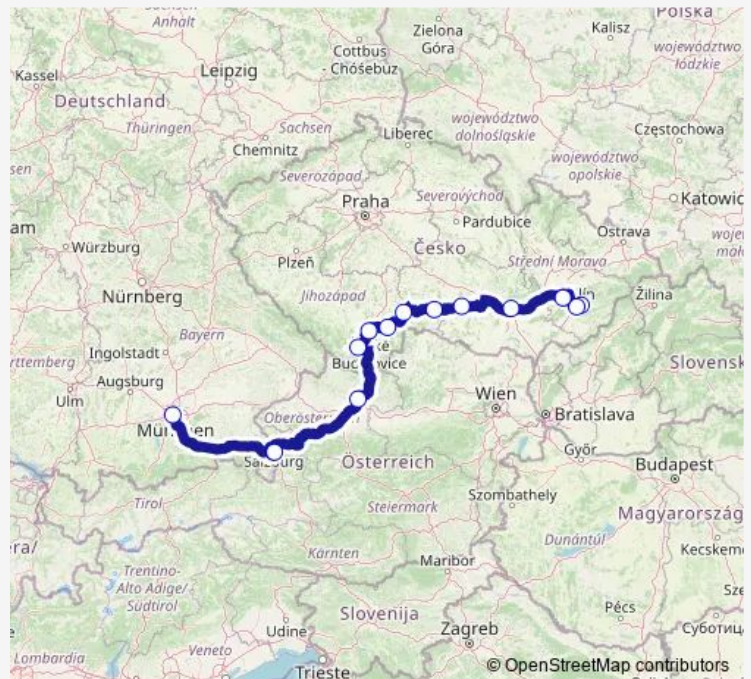 Sachsen-
Anhalt
Polska
Kassel
Leipzig
Cottbus
- Chóśebuz
Zielona
Góra
Kalisz
województwo
łódzkie
Deutschland
Thüringen
Sachsen
Chemnitz
Liberec
województwo
dolnośląskie
Częstochowa
województwo
opolskie
Severozápad
Praha
Severovýchod
Pardubice
Würzburg
Plzeň
Česko
Ostrava
Střední Morava
Nürnberg
Jihozápad
Žilina
Bayern
Ingolstadt
Augsburg
Ulm
Slovensk
Wien
Bratislava
Salzburg
Österreich
Győr
Budapest
Tirol
Steiermark
Szombathely
Magyarország
Kärnten
Maribor
Dunántúl
Kecskem
Trentino-
Alto Adige/
Südtirol
Slovenija
Pécs
Udine
Zagreb
Суботиц
Lombardia
Veneto
Trieste
© OpenStreetMap contributors